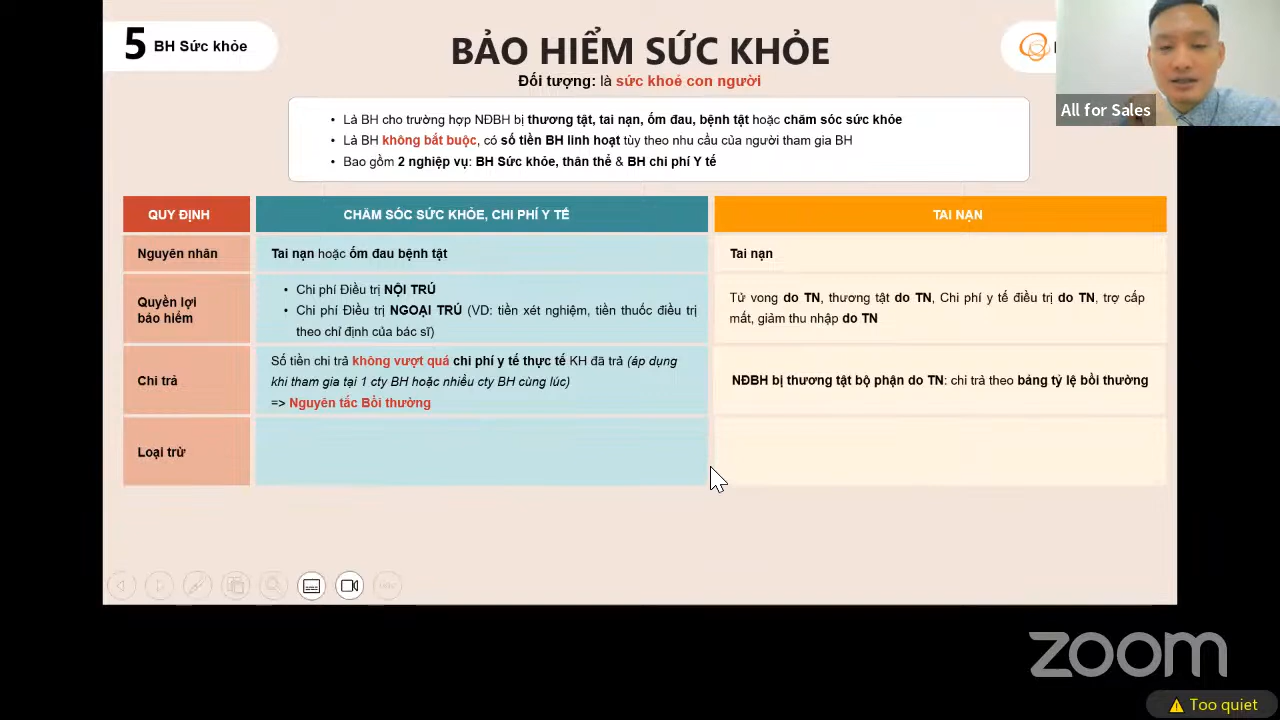 5 BH Sức khỏe
BẢO HIỂM SỨC KHỎE
Đối tượng: là sức khoẻ con người
All for Sales
• Là BH cho trường hợp NĐBH bị thương tật, tai nạn, ốm đau, bệnh tật hoặc chăm sóc sức khỏe
• Là BH không bắt buộc, có số tiền BH linh hoạt tùy theo nhu cầu của người tham gia BH
• Bao gồm 2 nghiệp vụ: BH Sức khỏe, thân thể & BH chi phí Y tế
QUY ĐỊNH
CHĂM SÓC SỨC KHỎE, CHI PHÍ Y TẾ
TAI NẠN
Nguyên nhân
Tai nạn hoặc ốm đau bệnh tật
Tai nạn
Quyền lợi
bảo hiểm
• Chi phí Điều trị NỘI TRÚ
• Chi phí Điều trị NGOẠI TRÚ (VD: tiền xét nghiệm, tiền thuốc điều trị
theo chỉ định của bác sĩ)
Tử vong do TN, thương tật do TN, Chi phí y tế điều trị do TN, trợ cấp
mất, giảm thu nhập do TN
Chi trả
Số tiền chi trả không vượt quá chi phí y tế thực tế KH đã trả (áp dụng
khi tham gia tại 1 cty BH hoặc nhiều cty BH cùng lúc)
=> Nguyên tắc Bồi thường
NĐBH bị thương tật bộ phận do TN: chi trả theo bảng tỷ lệ bồi thường
Loại trừ
zoom
Too quiet